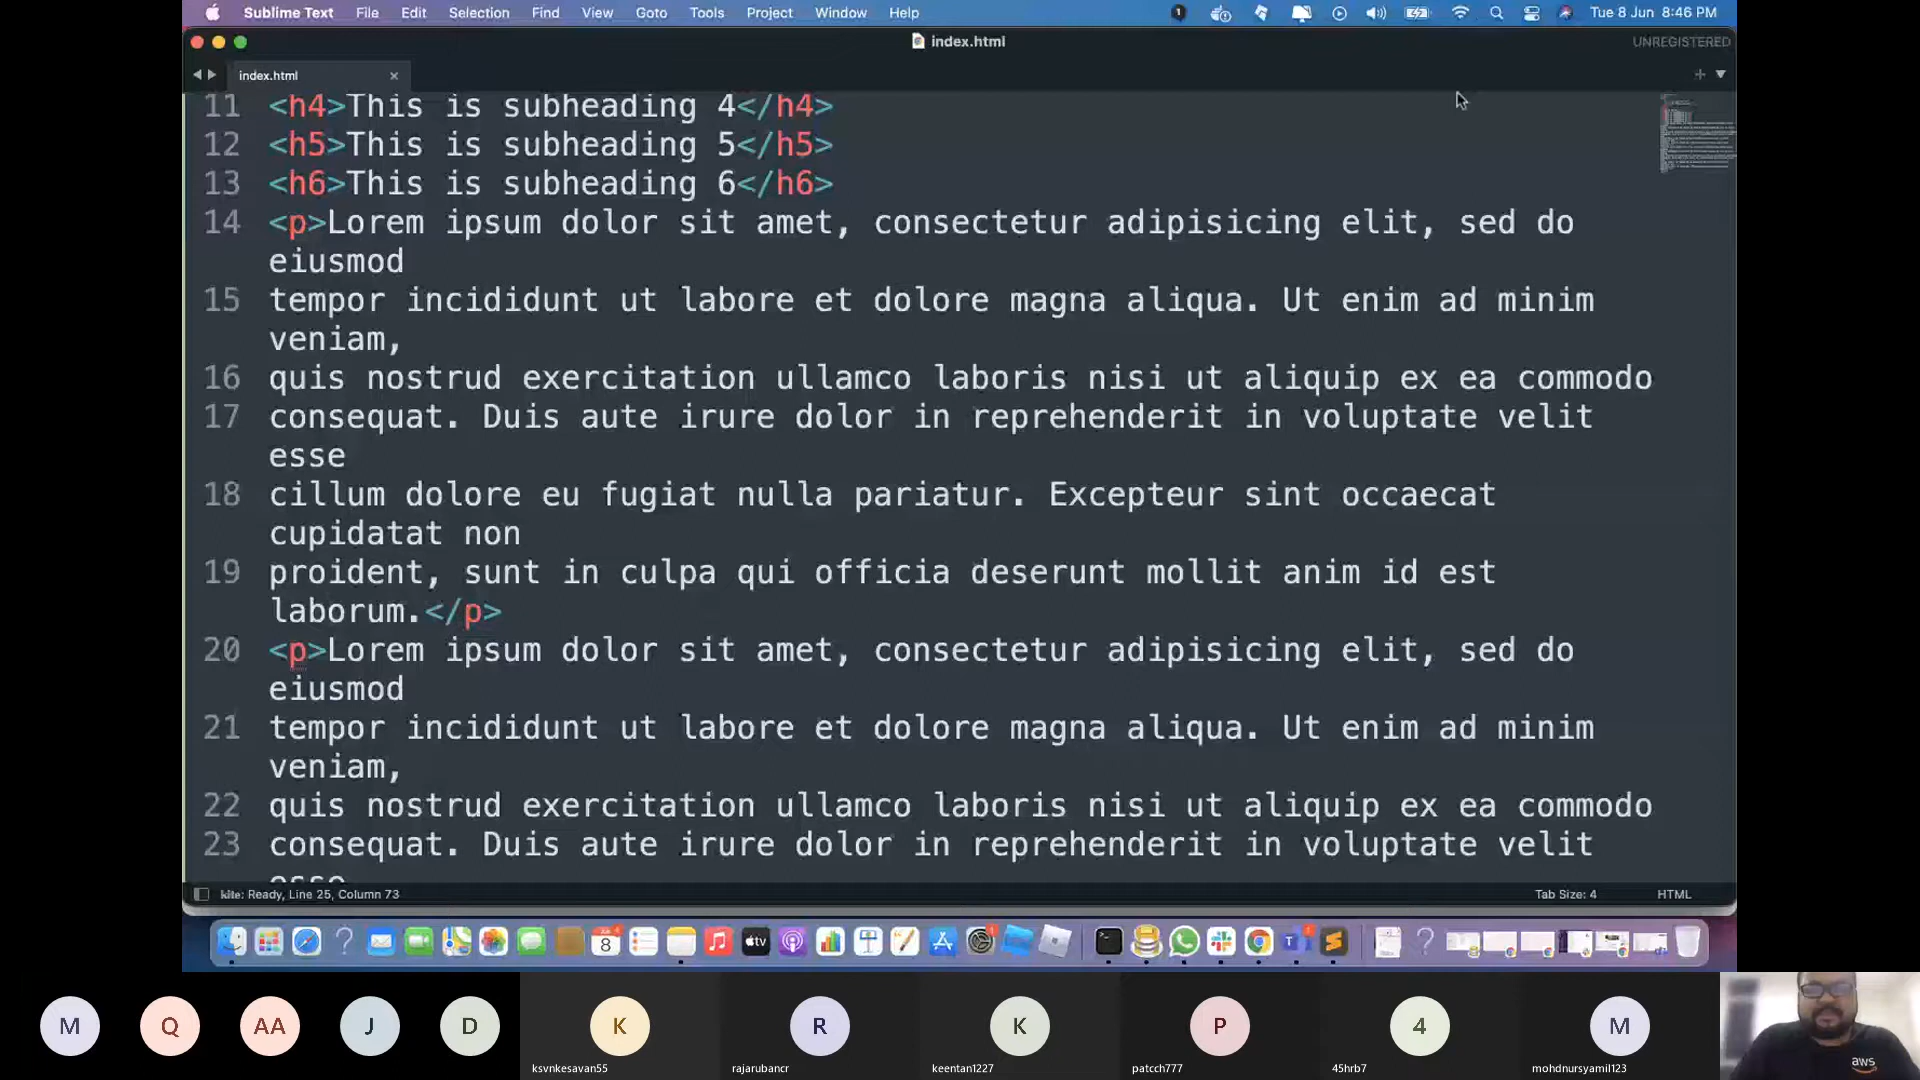 Sublime Text File Edit Selection Find View Goto Tools Project Window Help Tue 8 Jun 8:46 PM
index.html UNREGISTERED
index.html
11 <h4>This is subheading 4</h4>
12 <h5>This is subheading 5</h5>
13 <h6>This is subheading 6</h6>
14 <p>Lorem ipsum dolor sit amet, consectetur adipisicing elit, sed do
eiusmod
15 tempor incididunt ut labore et dolore magna aliqua. Ut enim ad minim
veniam,
16 quis nostrud exercitation ullamco laboris nisi ut aliquip ex ea commodo
17 consequat. Duis aute irure dolor in reprehenderit in voluptate velit
esse
18 cillum dolore eu fugiat nulla pariatur. Excepteur sint occaecat
cupidatat non
19 proident, sunt in culpa qui officia deserunt mollit anim id est
laborum.</p>
20 <p>Lorem ipsum dolor sit amet, consectetur adipisicing elit, sed do
eiusmod
21 tempor incididunt ut labore et dolore magna aliqua. Ut enim ad minim
veniam,
22 quis nostrud exercitation ullamco laboris nisi ut aliquip ex ea commodo
23 consequat. Duis aute irure dolor in reprehenderit in voluptate velit
esse
kite: Ready, Line 25, Column 73 Tab Size: 4 HTML
8 tv
M Q AA J D K R K P 4 M
ksvnkesavan55 rajarubancr keentan1227 patcch777 45hrb7 mohdnursyamil123
aws